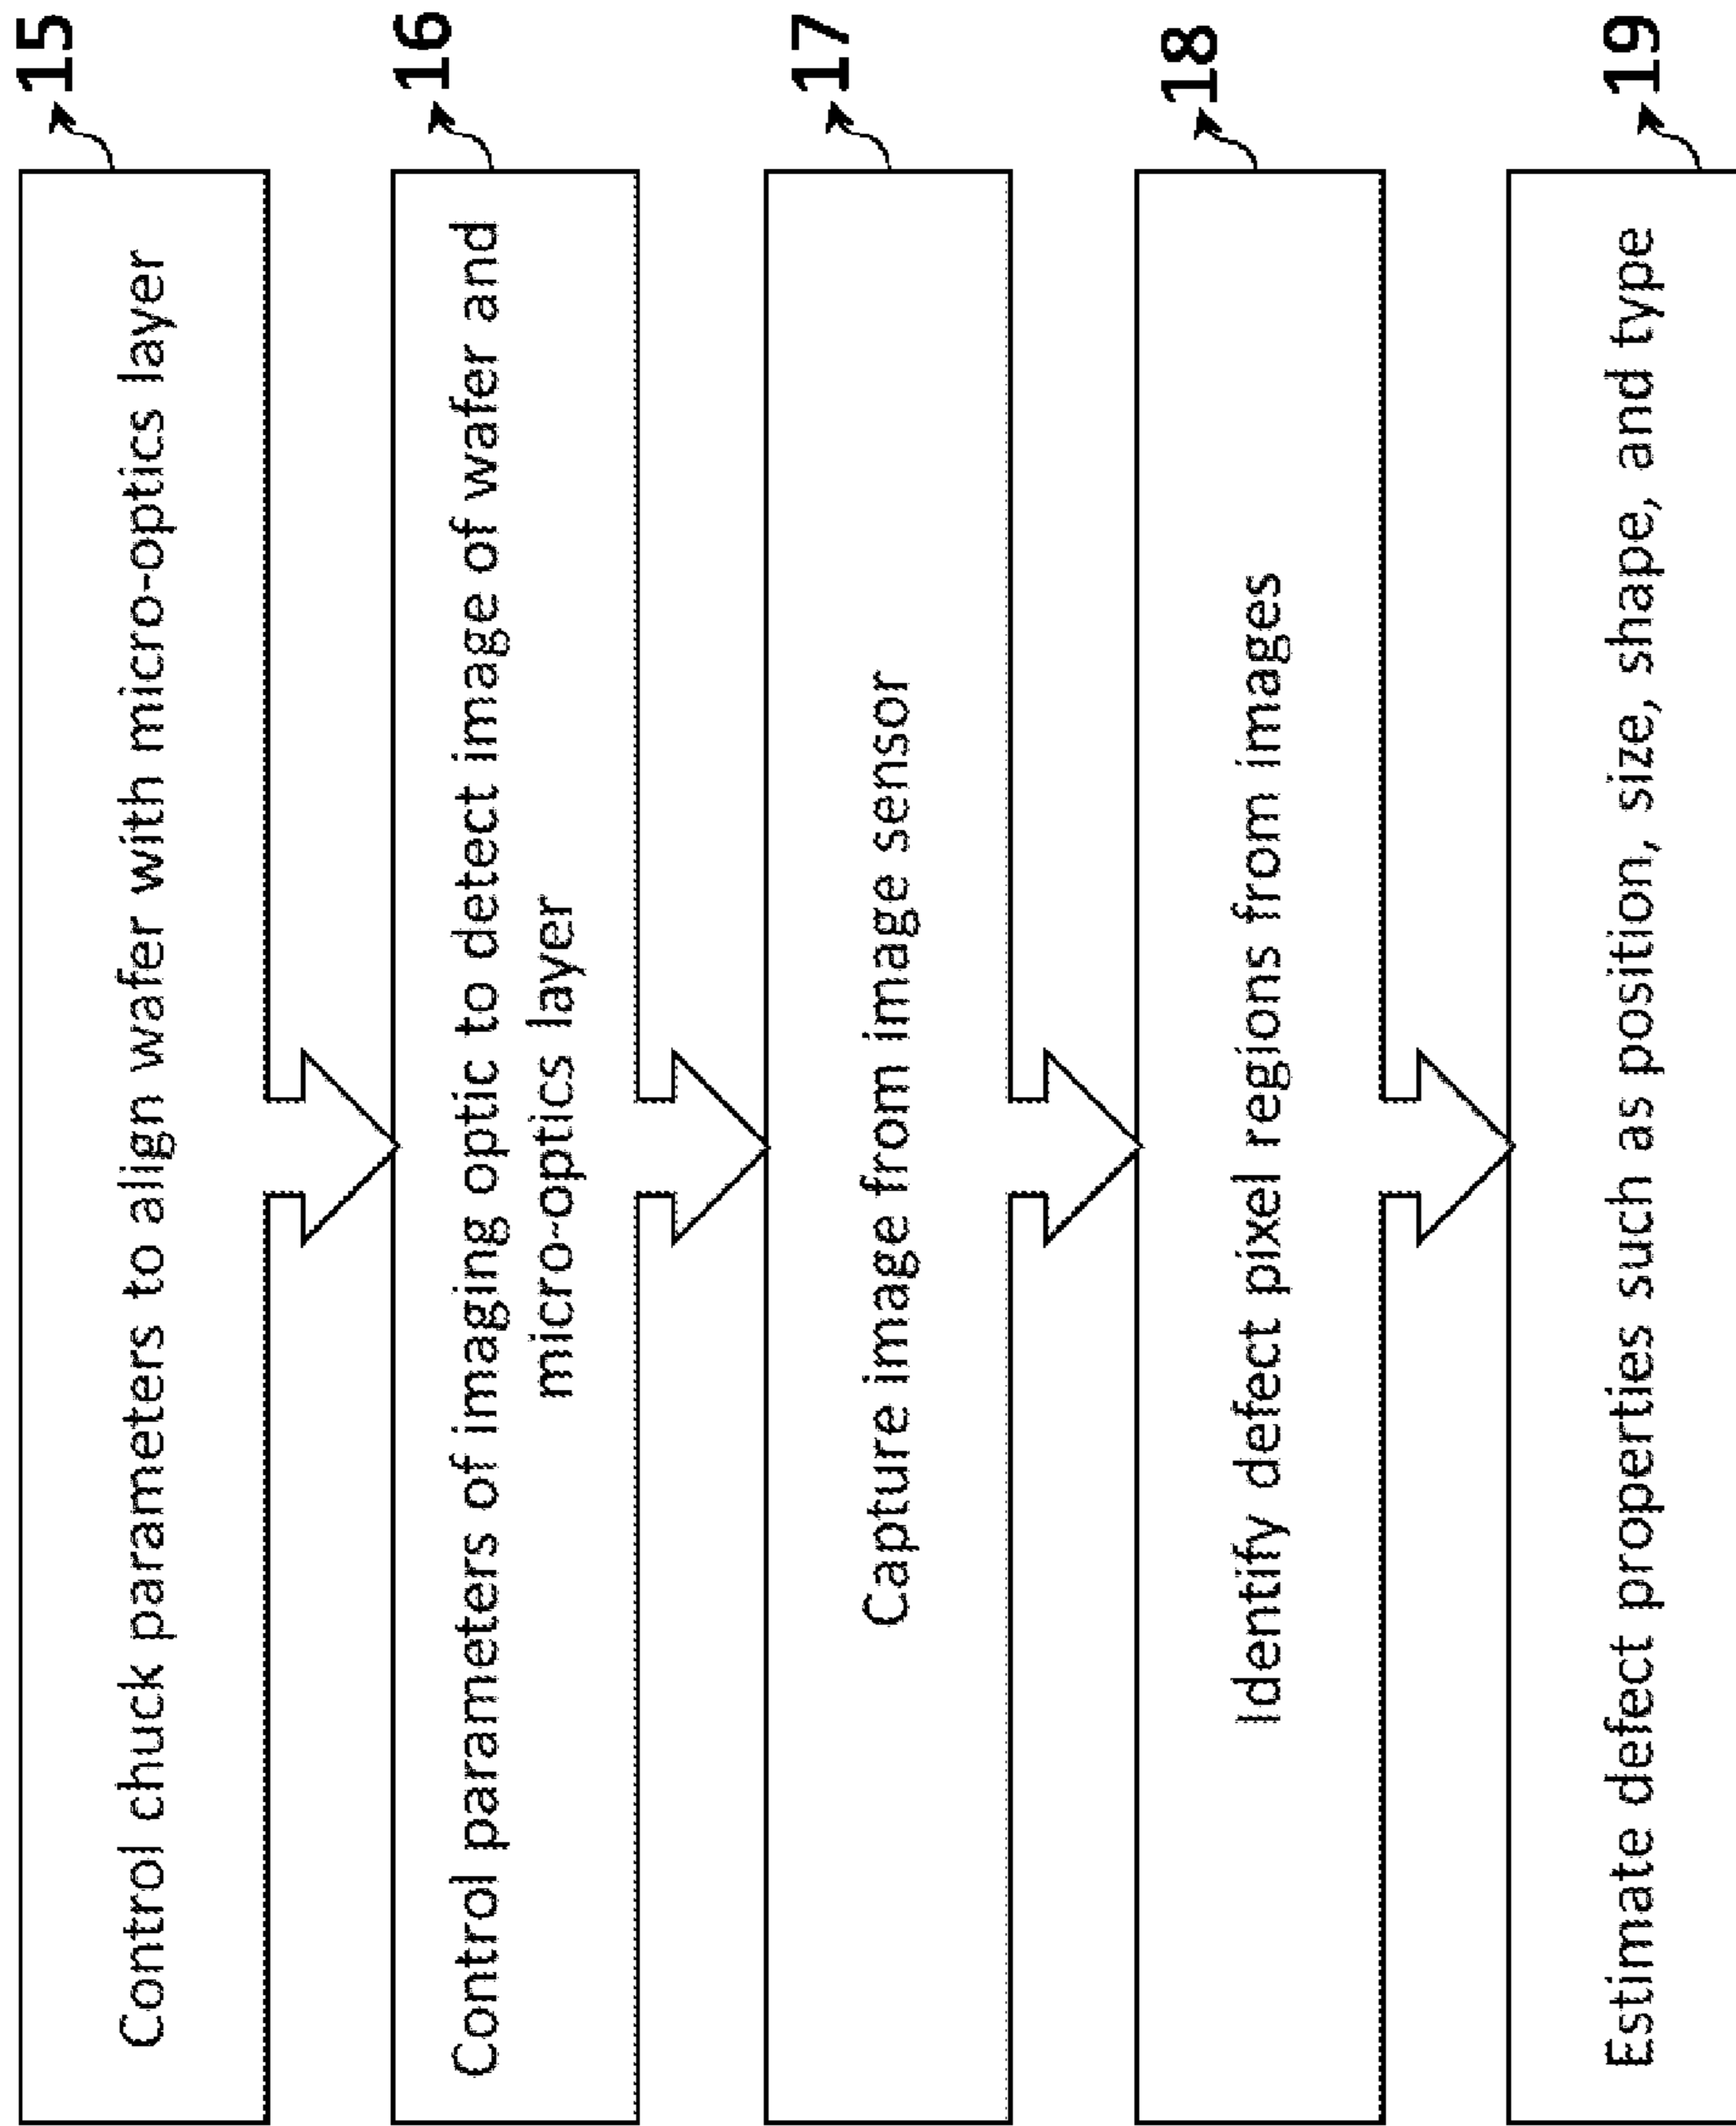 Control chuck parameters to align wafer with micro-optics layer
15
Control parameters of imaging optic to detect image of wafer and
micro-optics layer
16
Capture image from image sensor
17
Identify defect pixel regions from images
18
Estimate defect properties such as position, size, shape, and type
19